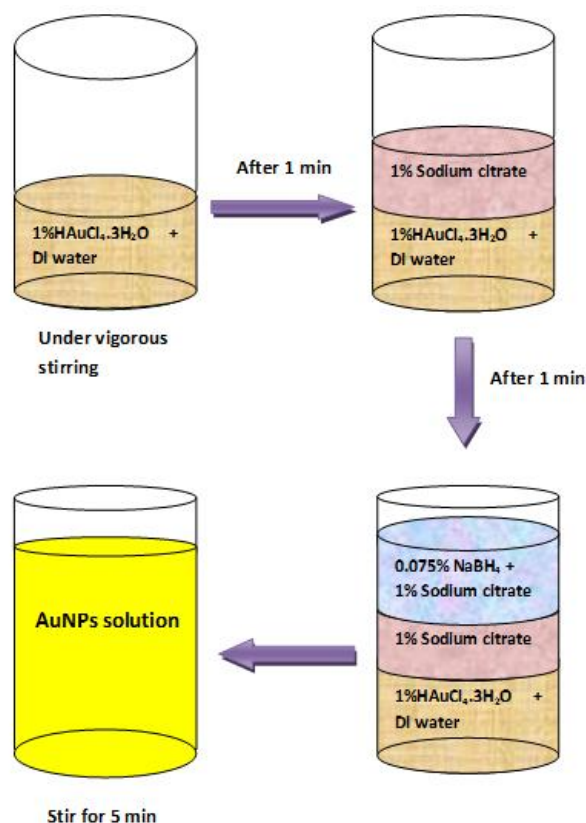 1%HAuCl₄.3H₂O +
DI water
Under vigorous
stirring
After 1 min
1% Sodium citrate
1%HAuCl₄.3H₂O +
DI water
After 1 min
0.075% NaBH₄ +
1% Sodium citrate
1% Sodium citrate
1%HAuCl₄.3H₂O +
DI water
AuNPs solution
Stir for 5 min